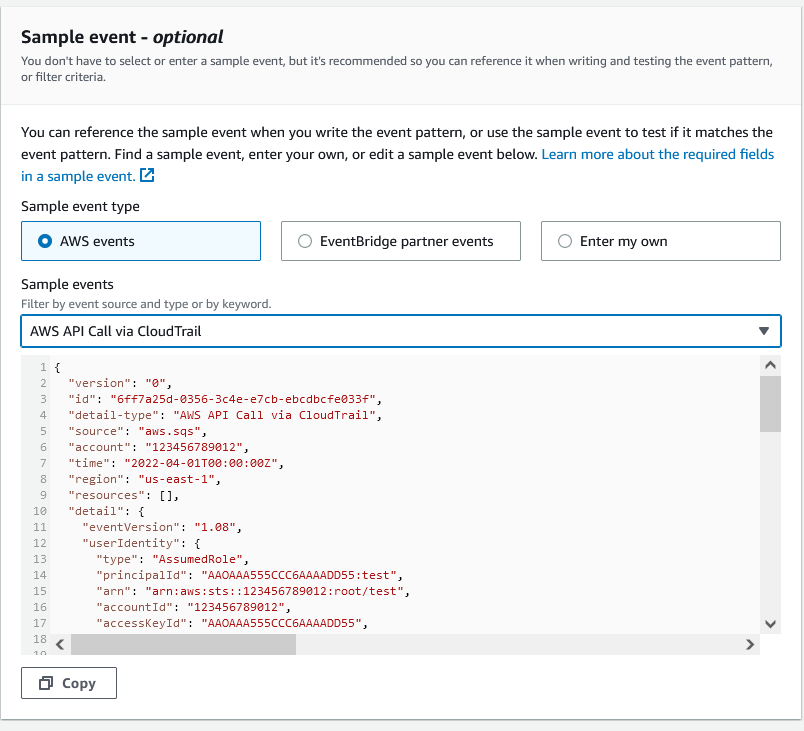 Sample event - optional
You don't have to select or enter a sample event, but it's recommended so you can reference it when writing and testing the event pattern,
or filter criteria.
You can reference the sample event when you write the event pattern, or use the sample event to test if it matches the
event pattern. Find a sample event, enter your own, or edit a sample event below. Learn more about the required fields
in a sample event.
Sample event type
AWS events
EventBridge partner events
Enter my own
Sample events
Filter by event source and type or by keyword.
AWS API Call via CloudTrail
1 {
2 "version": "0",
3 "id": "6ff7a25d-0356-3c4e-e7cb-ebcdbcfe033f",
4 "detail-type": "AWS API Call via CloudTrail",
5 "source": "aws.sqs",
6 "account": "123456789012",
7 "time": "2022-04-01T00:00:00Z",
8 "region": "us-east-1",
9 "resources": [],
10 "detail": {
11 "eventVersion": "1.08",
12 "userIdentity": {
13 "type": "AssumedRole",
14 "principalId": "AAOAAA555CCC6AAAADD55:test",
15 "arn": "arn:aws:sts::123456789012:root/test",
16 "accountId": "123456789012",
17 "accessKeyId": "AAOAAA555CCC6AAAADD55",
18
19
Copy